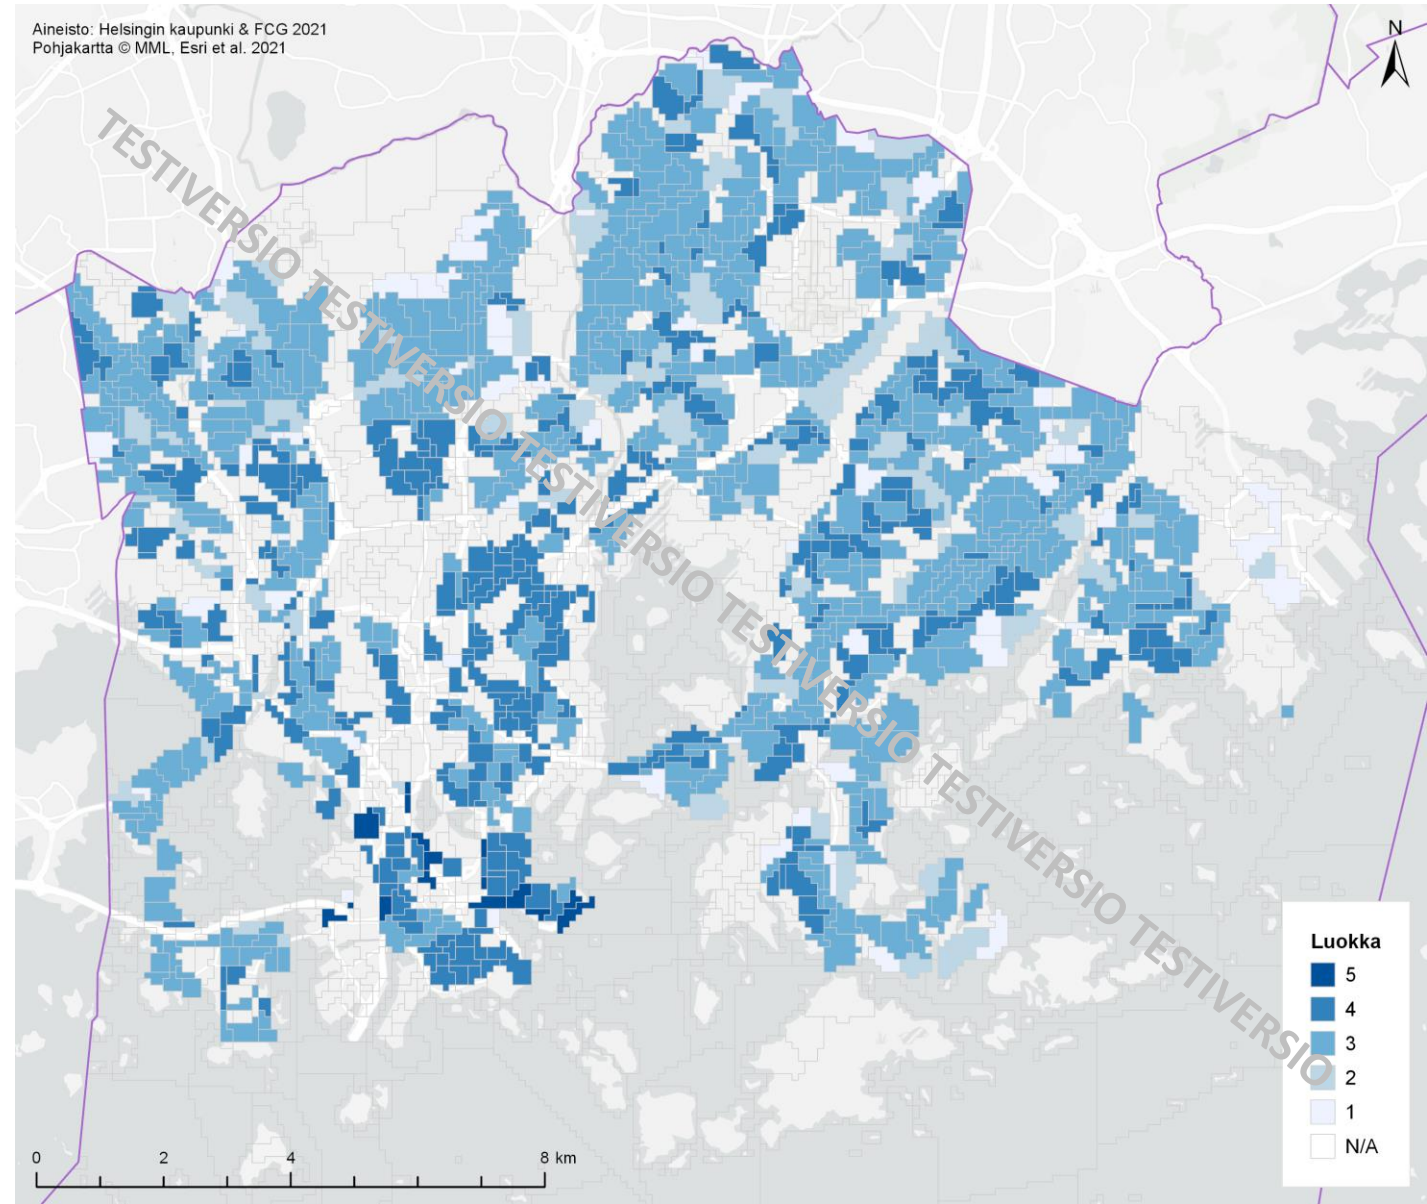 Aineisto: Helsingin kaupunki & FCG 2021
Pohjakartta © MML, Esri et al. 2021
N
TESTIVERSIO TESTIVERSIO TESTIVERSIO TESTIVERSIO TESTIVERSIO TESTIVERSIO
Luokka
5
4
3
2
1
N/A
0 2 4 8 km